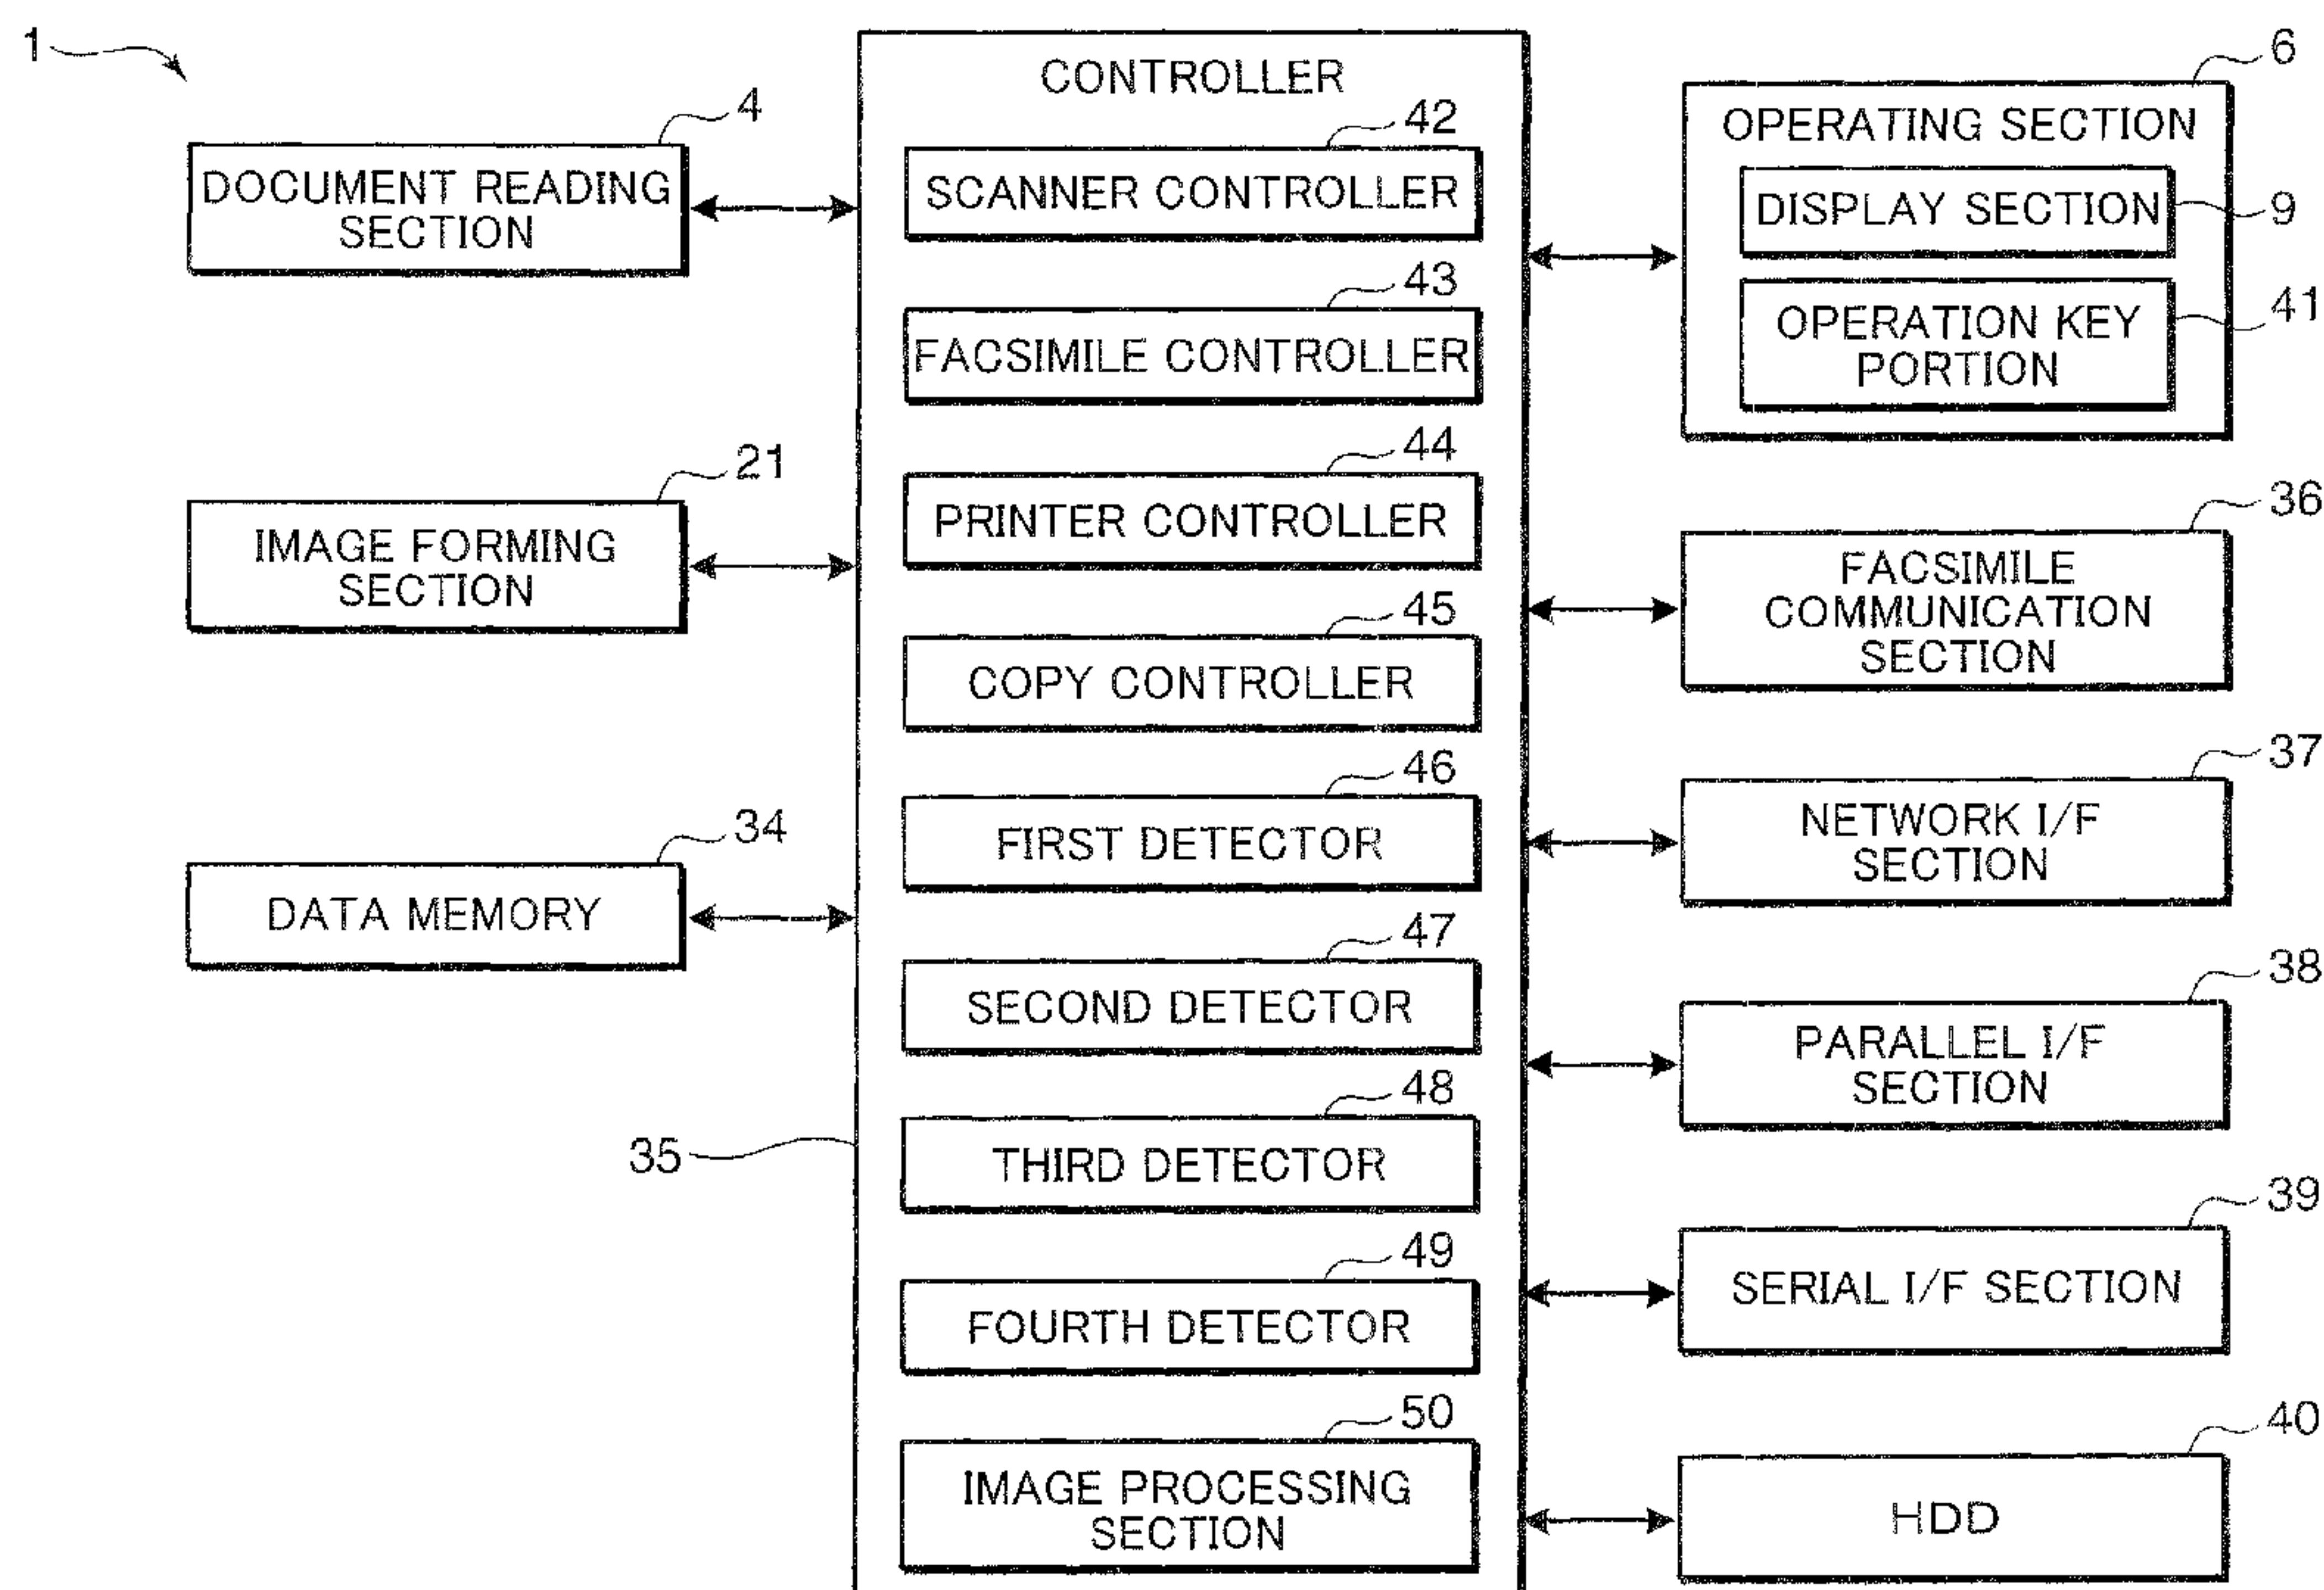 1
4
DOCUMENT READING
SECTION
21
IMAGE FORMING
SECTION
34
DATA MEMORY
35
CONTROLLER
42
SCANNER CONTROLLER
43
FACSIMILE CONTROLLER
44
PRINTER CONTROLLER
45
COPY CONTROLLER
46
FIRST DETECTOR
47
SECOND DETECTOR
48
THIRD DETECTOR
49
FOURTH DETECTOR
50
IMAGE PROCESSING
SECTION
6
OPERATING SECTION
DISPLAY SECTION
9
OPERATION KEY
PORTION
41
36
FACSIMILE
COMMUNICATION
SECTION
37
NETWORK I/F
SECTION
38
PARALLEL I/F
SECTION
39
SERIAL I/F SECTION
40
HDD